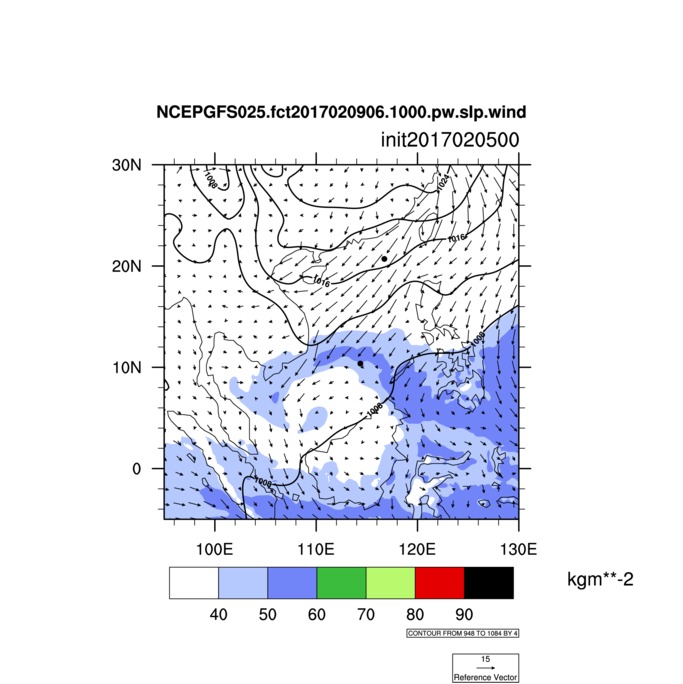 NCEPGFS025.fct2017020906.1000.pw.slp.wind
init2017020500
30N
1008
1024
1016
20N
1016
1008
10N
1008
0
1008
100E 110E 120E 130E
kgm**-2
40 50 60 70 80 90
CONTOUR FROM 948 TO 1084 BY 4
15
Reference Vector